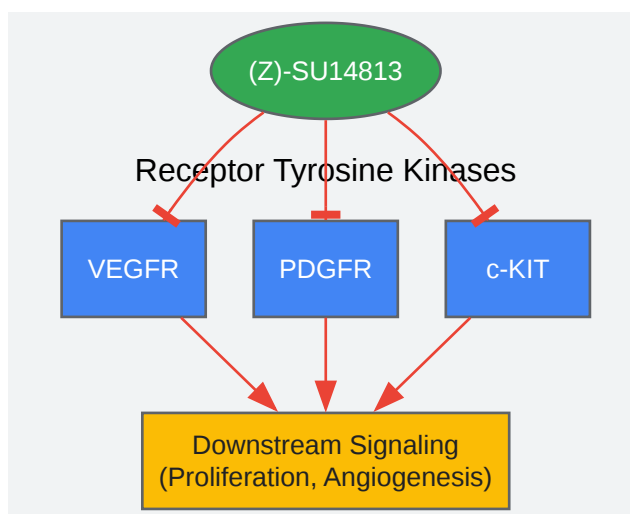 (Z)-SU14813
Receptor Tyrosine Kinases
VEGFR
PDGFR
c-KIT
Downstream Signaling
(Proliferation, Angiogenesis)